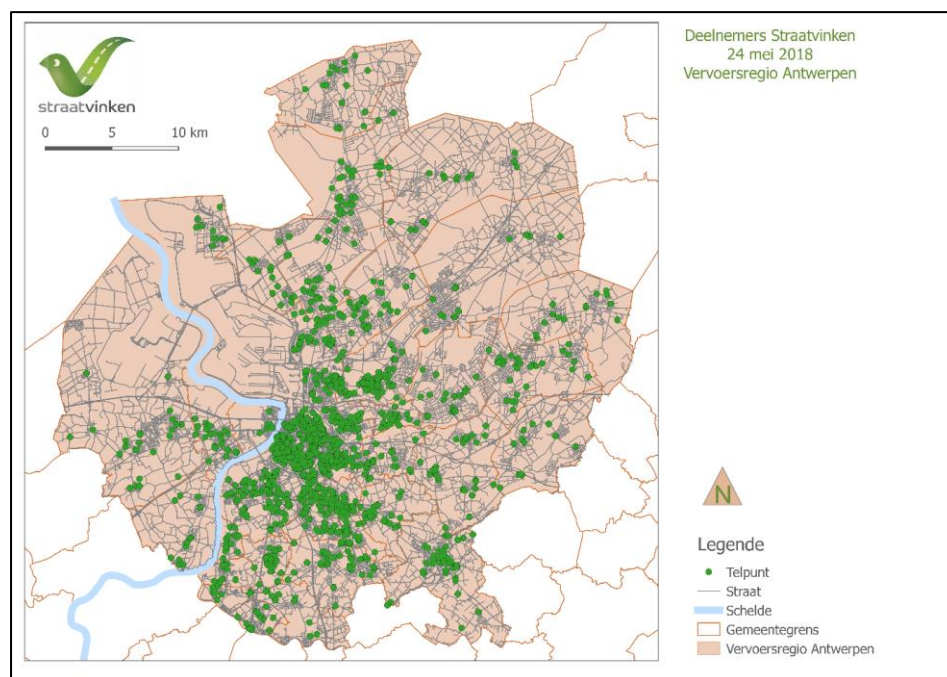 straatvinken
0 5 10 km
Deelnemers Straatvinken
24 mei 2018
Vervoersregio Antwerpen
N
Legende
Telpunt
Straat
Schelde
Gemeentegrens
Vervoersregio Antwerpen